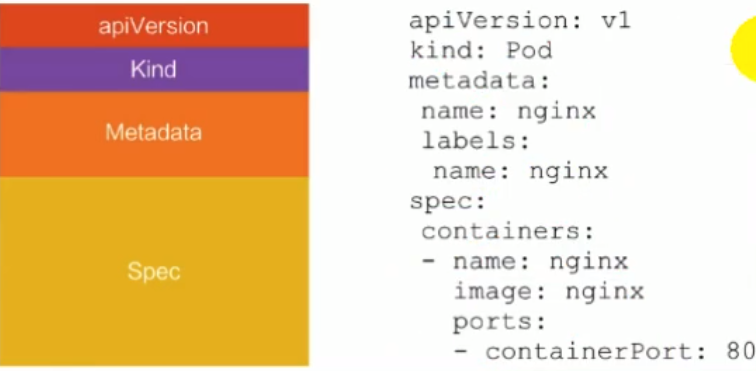 apiVersion
Kind
Metadata
Spec
apiVersion: v1
kind: Pod
metadata:
 name: nginx
 labels:
  name: nginx
spec:
 containers:
 - name: nginx
   image: nginx
   ports:
   - containerPort: 80